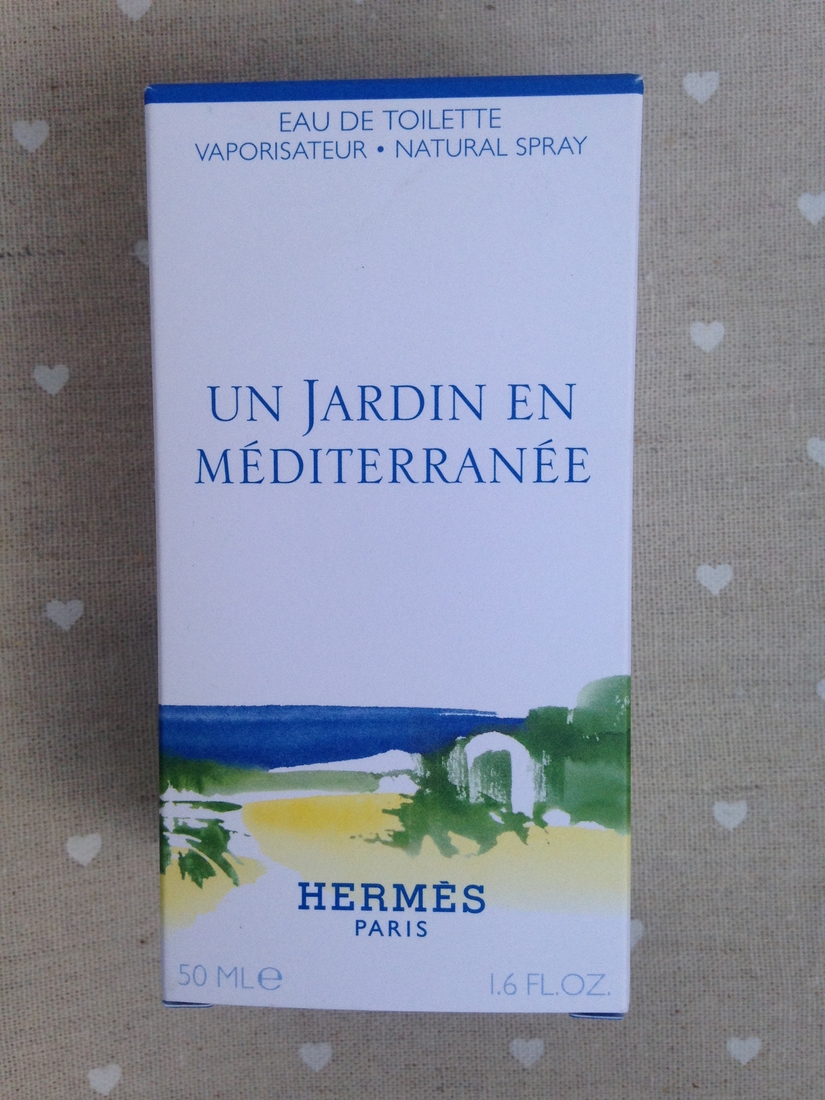 EAU DE TOILETTE
VAPORISATEUR • NATURAL SPRAY
UN JARDIN EN
MÉDITERRANÉE
HERMÈS
PARIS
50 ML℮
1.6 FL.OZ.